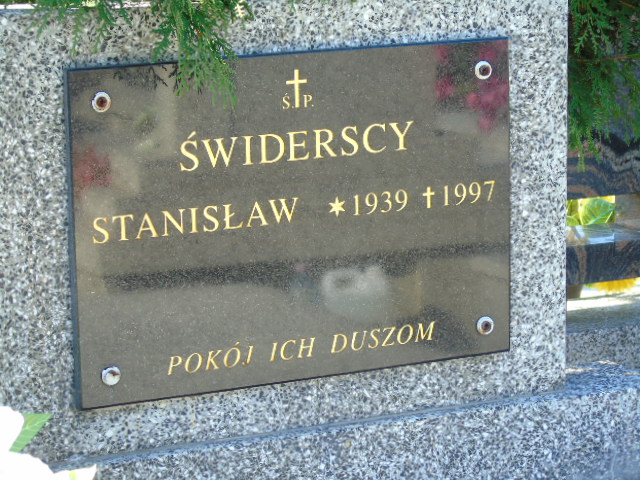 Ś✝P.
ŚWIDERSCY
STANISŁAW ✶1939 ✝1997
POKÓJ ICH DUSZOM